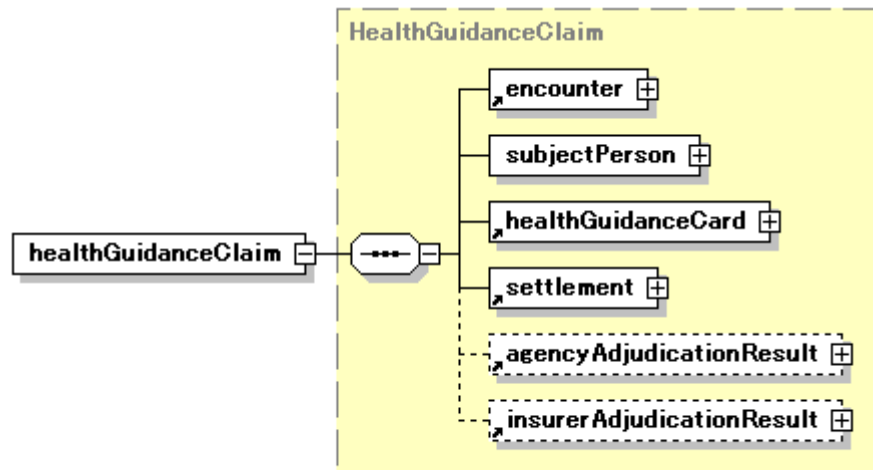 HealthGuidanceClaim
encounter
subjectPerson
healthGuidanceCard
healthGuidanceClaim
settlement
agencyAdjudicationResult
insurerAdjudicationResult